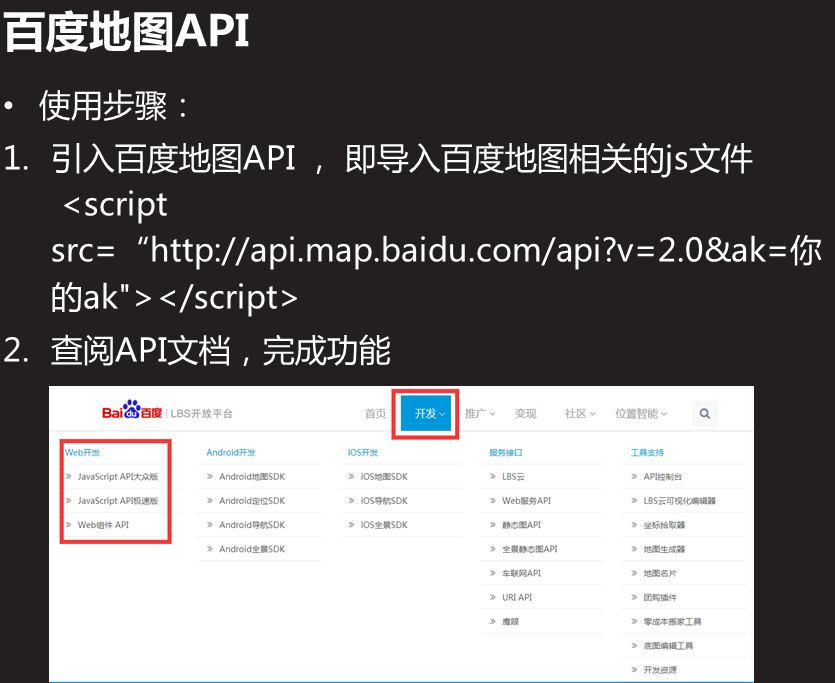 百度地图API
• 使用步骤：
1. 引入百度地图API ， 即导入百度地图相关的js文件
<script
src= “http://api.map.baidu.com/api?v=2.0&ak=你
的ak"></script>
2. 查阅API文档，完成功能
Bai du 百度 | LBS开放平台 首页 开发 推广 变现 社区 位置智能
Web开发 Android开发 iOS开发 服务接口 工具支持
» JavaScript API大众版 » Android地图SDK » iOS地图SDK » LBS云 » API控制台
» JavaScript API极速版 » Android定位SDK » iOS导航SDK » Web服务API » LBS云可视化编辑器
» Web组件 API » Android导航SDK » iOS全景SDK » 静态图API » 坐标拾取器
» Android全景SDK » 全景静态图API » 地图生成器
» 车联网API » 地图名片
» URI API » 团购插件
» 鹰眼 » 零成本搬家工具
» 底图编辑工具
» 开发资源